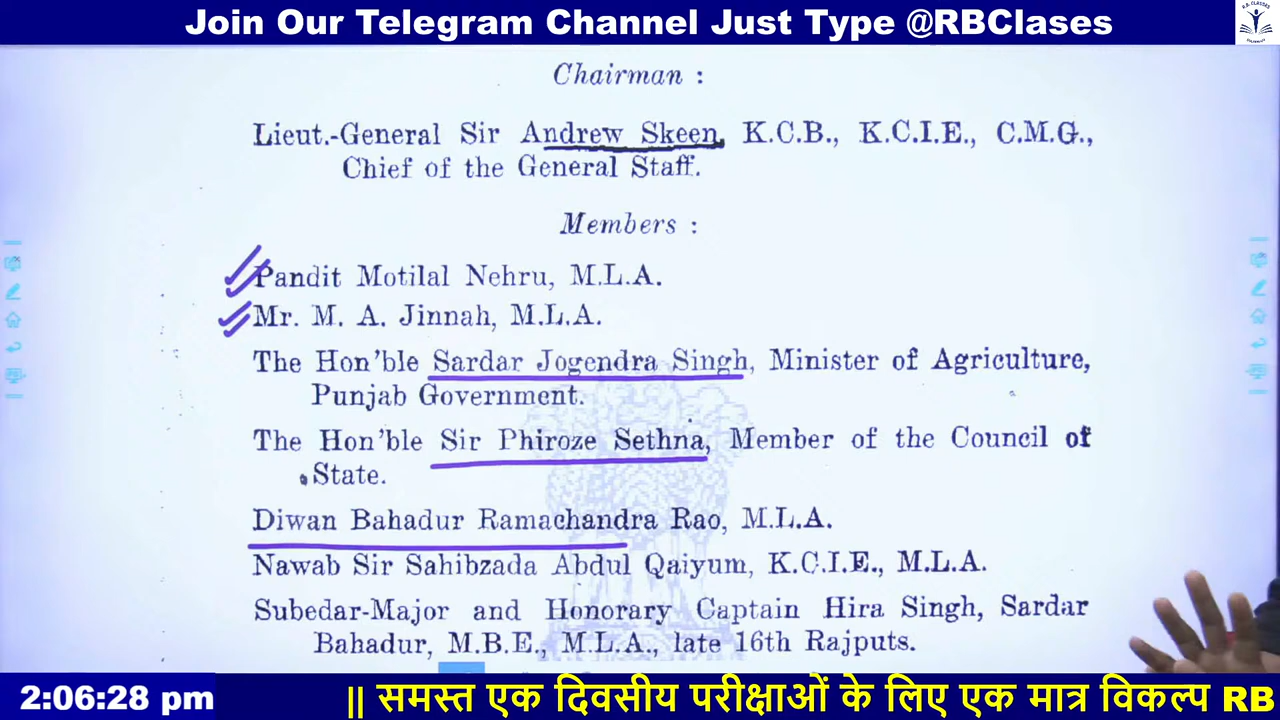 Join Our Telegram Channel Just Type @RBClases
Chairman :
Lieut.-General Sir Andrew Skeen, K.C.B., K.C.I.E., C.M.G.,
Chief of the General Staff.
Members :
Pandit Motilal Nehru, M.L.A.
Mr. M. A. Jinnah, M.L.A.
The Hon'ble Sardar Jogendra Singh, Minister of Agriculture,
Punjab Government.
The Hon'ble Sir Phiroze Sethna, Member of the Council of
State.
Diwan Bahadur Ramachandra Rao, M.L.A.
Nawab Sir Sahibzada Abdul Qaiyum, K.C.I.E., M.L.A.
Subedar-Major and Honorary Captain Hira Singh, Sardar
Bahadur, M.B.E., M.L.A., late 16th Rajputs.
2:06:28 pm
|| समस्त एक दिवसीय परीक्षाओं के लिए एक मात्र विकल्प RB